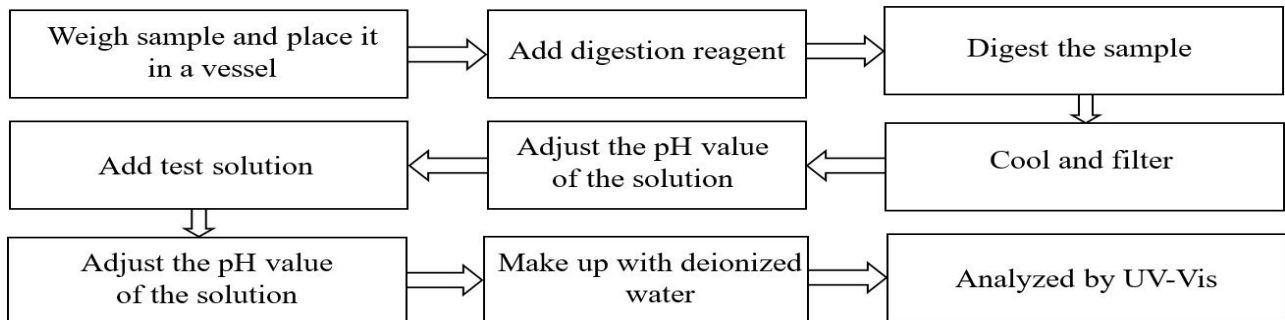 Weigh sample and place it
in a vessel
Add digestion reagent
Digest the sample
Cool and filter
Adjust the pH value
of the solution
Add test solution
Adjust the pH value
of the solution
Make up with deionized
water
Analyzed by UV-Vis